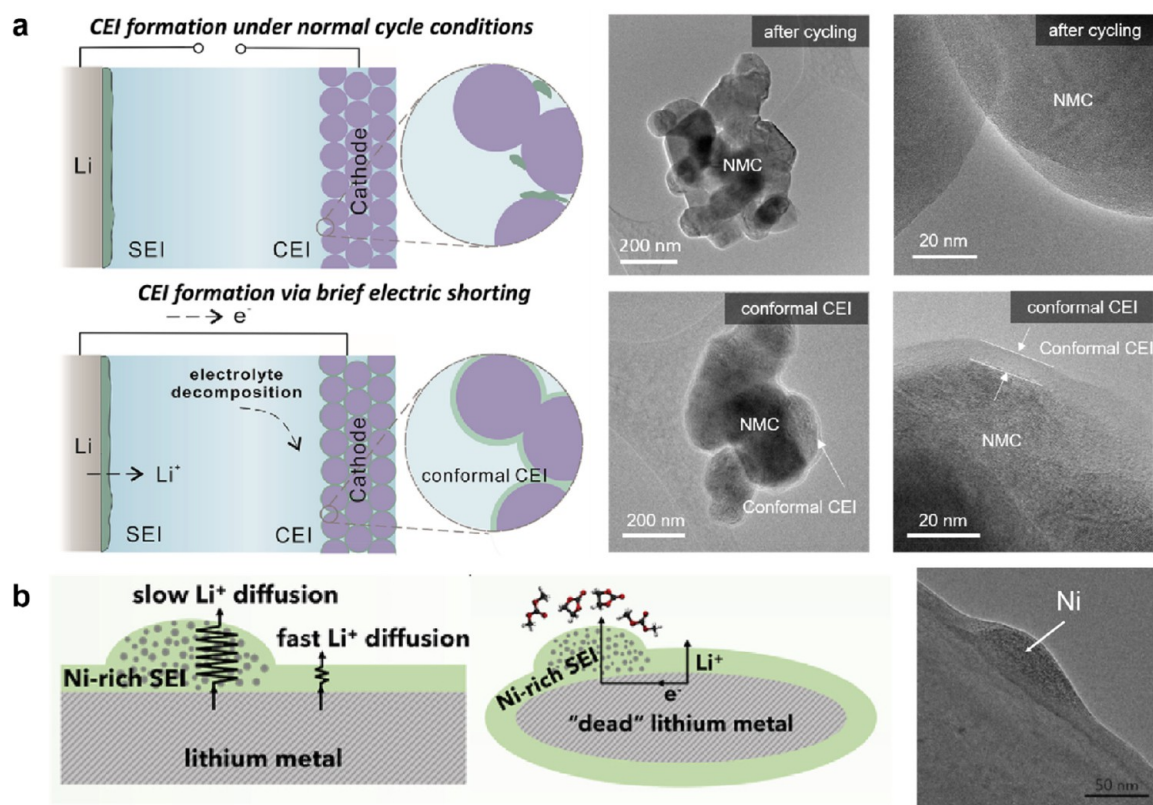 a
CEI formation under normal cycle conditions
Li
SEI
CEI
Cathode
after cycling
NMC
200 nm
after cycling
NMC
20 nm
CEI formation via brief electric shorting
e-
electrolyte
decomposition
Li
Li+
SEI
CEI
Cathode
conformal CEI
conformal CEI
NMC
Conformal CEI
200 nm
conformal CEI
Conformal CEI
NMC
20 nm
b
slow Li+ diffusion
fast Li+ diffusion
Ni-rich SEI
lithium metal
Ni-rich SEI
Li+
e-
"dead" lithium metal
Ni
50 nm